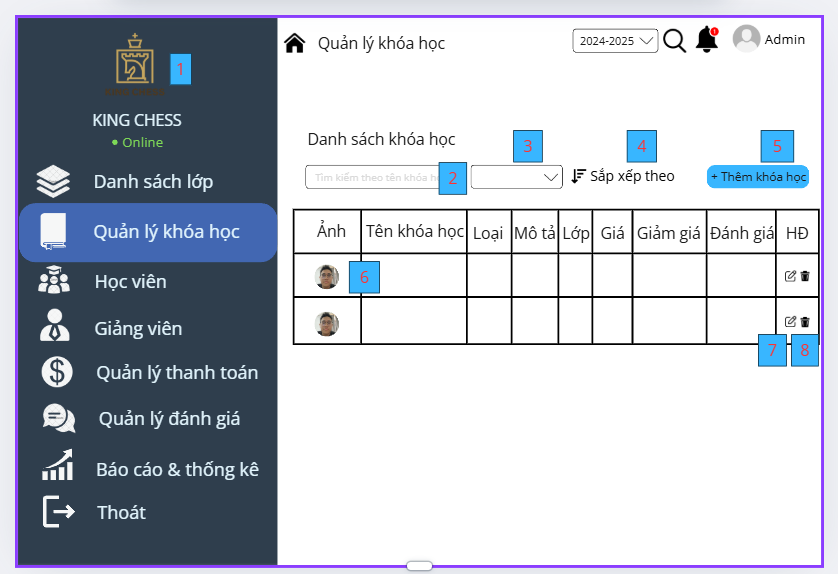 1
KING CHESS
• Online
Danh sách lớp
Quản lý khóa học
Học viên
Giảng viên
Quản lý thanh toán
Quản lý đánh giá
Báo cáo & thống kê
Thoát
Quản lý khóa học
2024-2025
1
Admin
Danh sách khóa học
3
4
5
Tìm kiếm theo tên khóa
2
Sắp xếp theo
+ Thêm khóa học
Ảnh Tên khóa học Loại Mô tả Lớp Giá Giảm giá Đánh giá HĐ
6
7
8